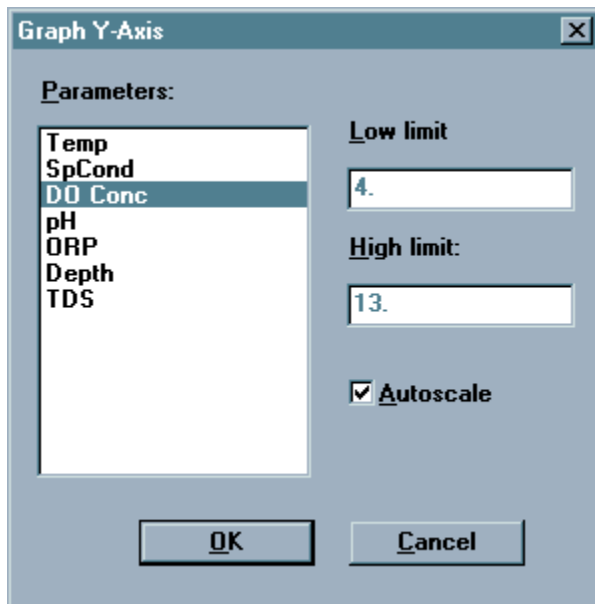 Graph Y-Axis
Parameters:
Temp
SpCond
DO Conc
pH
ORP
Depth
TDS
Low limit
4.
High limit:
13.
Autoscale
OK
Cancel